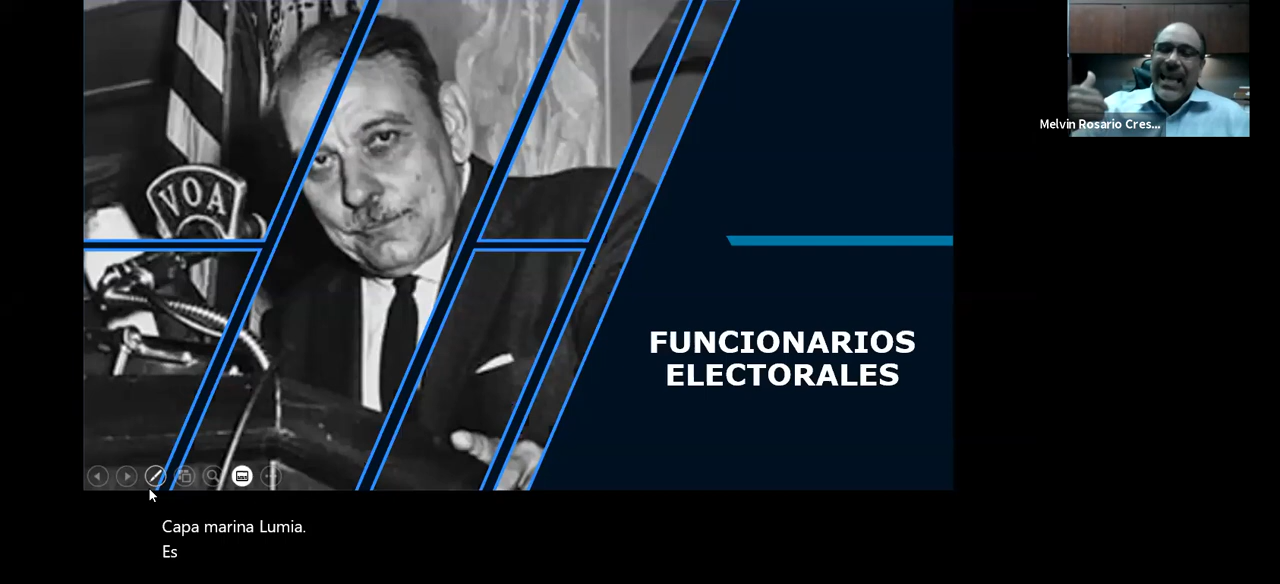 VOA
Melvin Rosario Cres...
FUNCIONARIOS
ELECTORALES
Capa marina Lumia.
Es